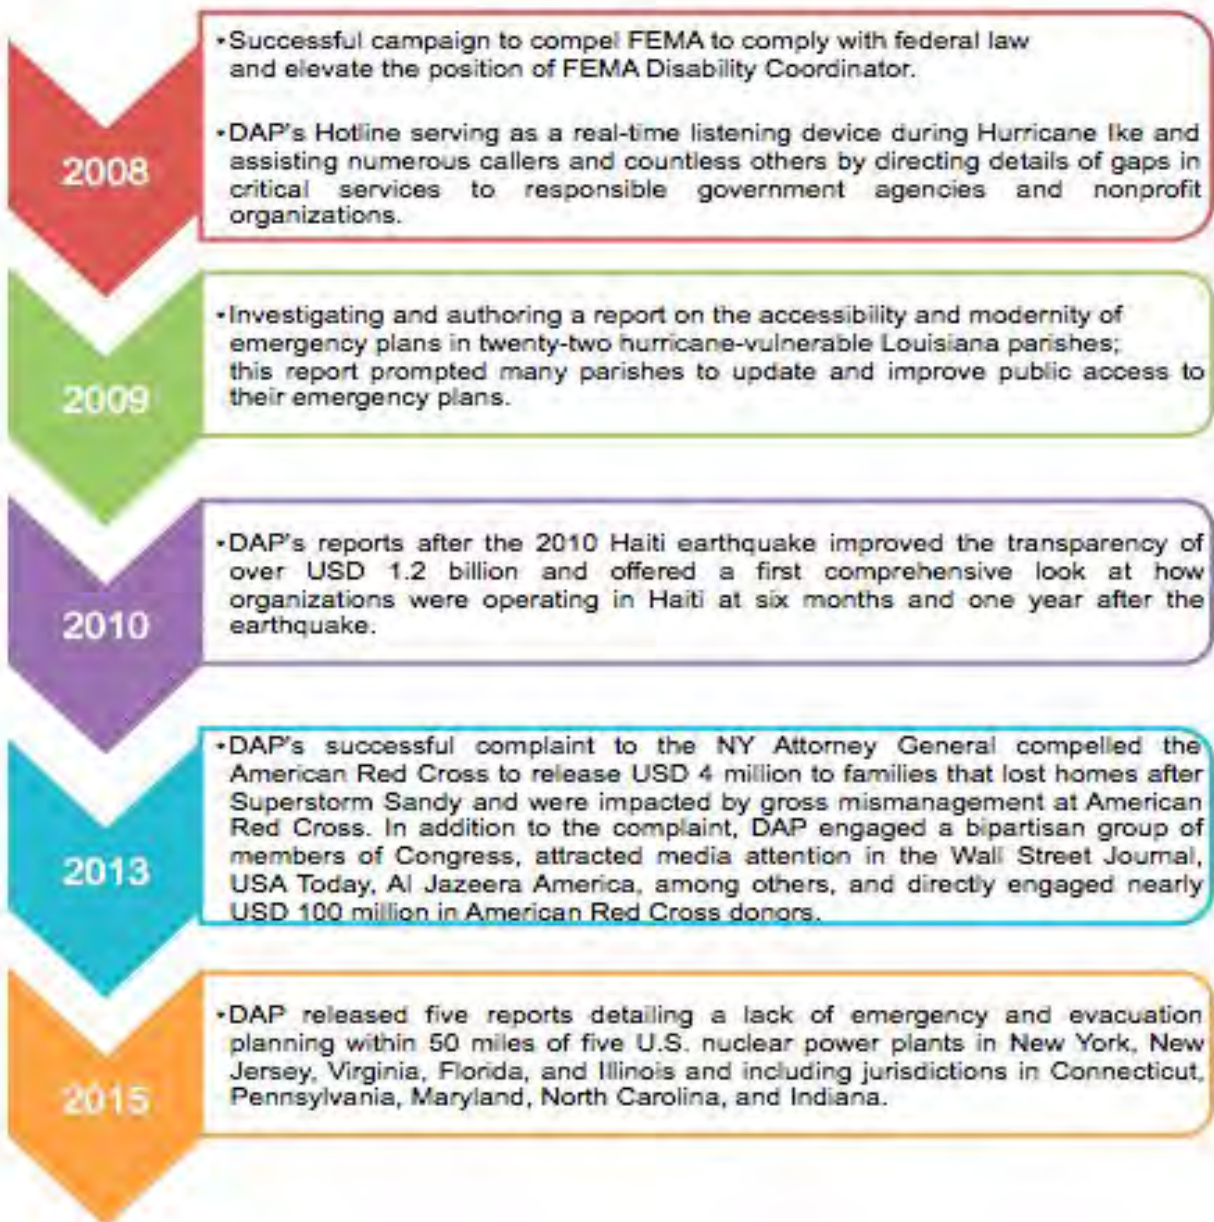 2008
•Successful campaign to compel FEMA to comply with federal law
and elevate the position of FEMA Disability Coordinator.
•DAP's Hotline serving as a real-time listening device during Hurricane Ike and
assisting numerous callers and countless others by directing details of gaps in
critical services to responsible government agencies and nonprofit
organizations.
2009
•Investigating and authoring a report on the accessibility and modernity of
emergency plans in twenty-two hurricane-vulnerable Louisiana parishes;
this report prompted many parishes to update and improve public access to
their emergency plans.
2010
•DAP's reports after the 2010 Haiti earthquake improved the transparency of
over USD 1.2 billion and offered a first comprehensive look at how
organizations were operating in Haiti at six months and one year after the
earthquake.
2013
•DAP's successful complaint to the NY Attorney General compelled the
American Red Cross to release USD 4 million to families that lost homes after
Superstorm Sandy and were impacted by gross mismanagement at American
Red Cross. In addition to the complaint, DAP engaged a bipartisan group of
members of Congress, attracted media attention in the Wall Street Journal,
USA Today, Al Jazeera America, among others, and directly engaged nearly
USD 100 million in American Red Cross donors.
2015
•DAP released five reports detailing a lack of emergency and evacuation
planning within 50 miles of five U.S. nuclear power plants in New York, New
Jersey, Virginia, Florida, and Illinois and including jurisdictions in Connecticut,
Pennsylvania, Maryland, North Carolina, and Indiana.